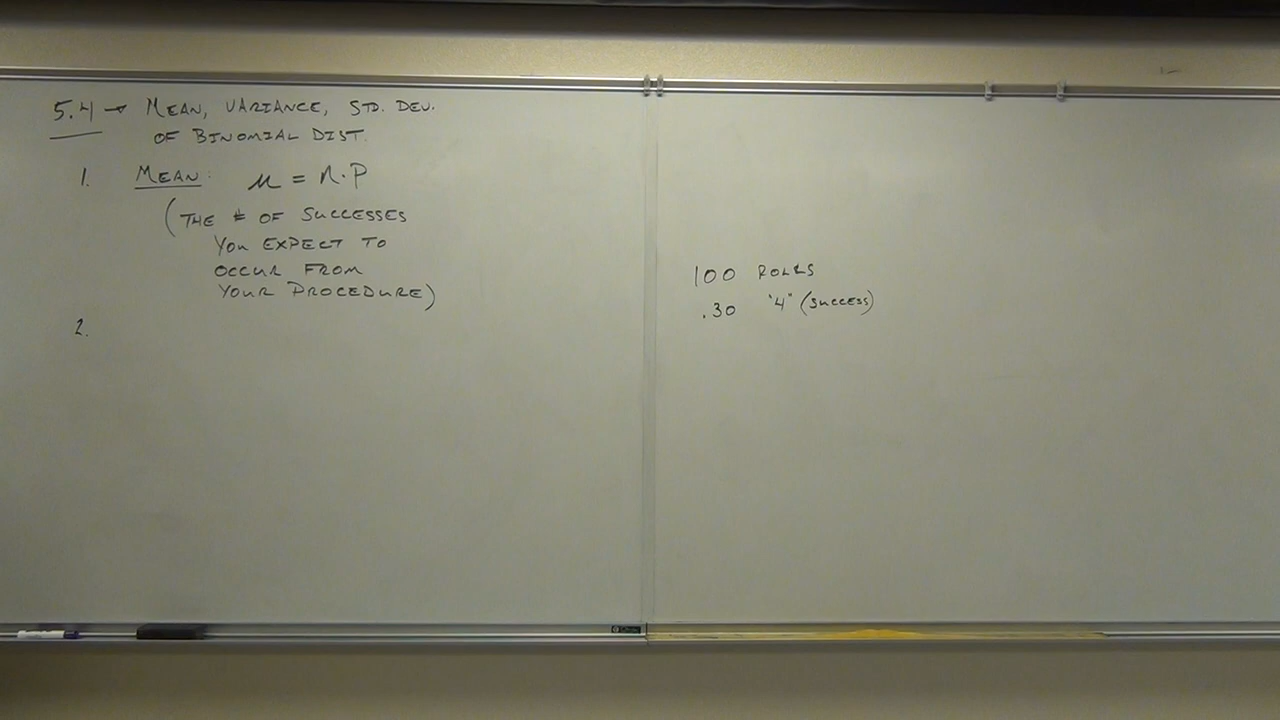 5.4 → MEAN, VARIANCE, STD. DEV.
OF BINOMIAL DIST.
1. MEAN: μ = n·P
(THE # OF SUCCESSES
YOU EXPECT TO
OCCUR FROM
YOUR PROCEDURE)
2.
100 ROLLS
.30 "4" (SUCCESS)